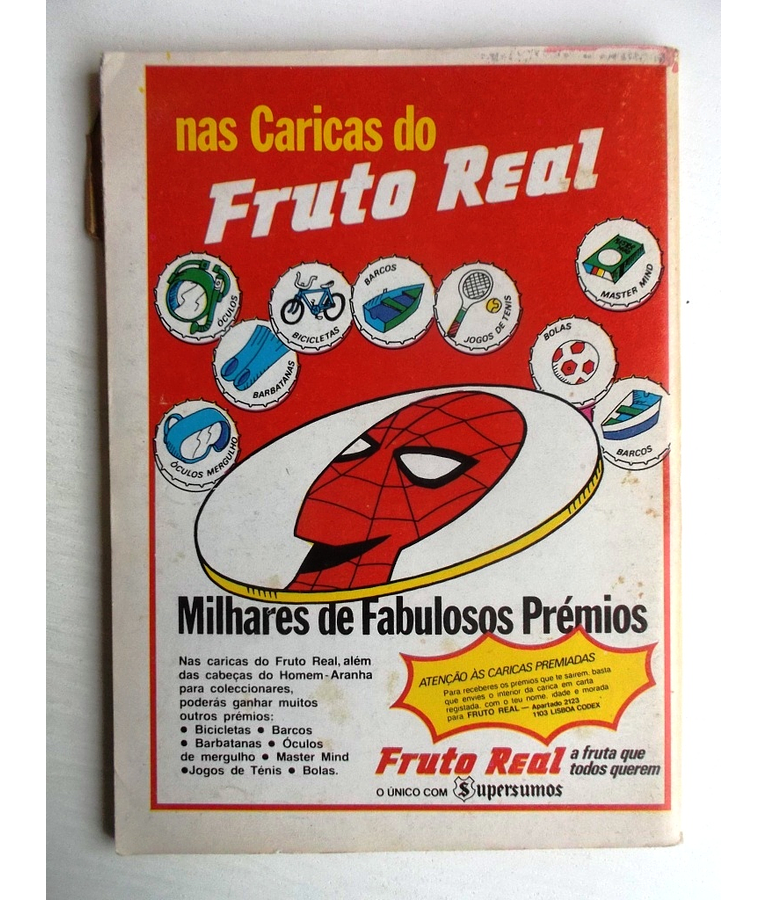 nas Caricas do
Fruto Real
ÓCULOS
BICICLETAS
BARCOS
JOGOS DE TÉNIS
MASTER MIND
BARBATANAS
BOLAS
ÓCULOS MERGULHO
BARCOS
Milhares de Fabulosos Prémios
Nas caricas do Fruto Real, além
das cabeças do Homem-Aranha
para coleccionares,
poderás ganhar muitos
outros prémios:
● Bicicletas ● Barcos
● Barbatanas ● Óculos
de mergulho ● Master Mind
●Jogos de Ténis ● Bolas.
ATENÇÃO ÀS CARICAS PREMIADAS
Para receberes os prémios que te sairem, basta
que envies o interior da carica em carta
registada, com o teu nome, idade e morada
para FRUTO REAL — Apartado 2123
1103 LISBOA CODEX
Fruto Real a fruta que
todos querem
O ÚNICO COM Supersumos